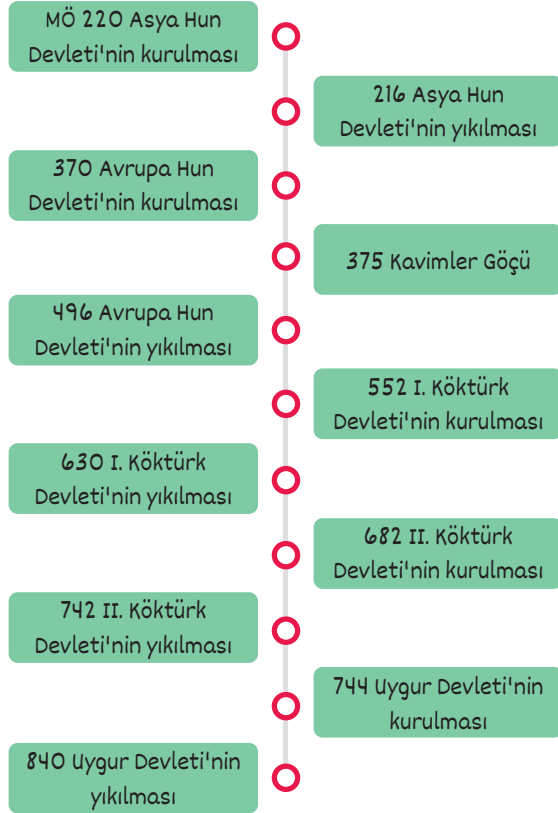 MÖ 220 Asya Hun
Devleti'nin kurulması
216 Asya Hun
Devleti'nin yıkılması
370 Avrupa Hun
Devleti'nin kurulması
375 Kavimler Göçü
496 Avrupa Hun
Devleti'nin yıkılması
552 I. Köktürk
Devleti'nin kurulması
630 I. Köktürk
Devleti'nin yıkılması
682 II. Köktürk
Devleti'nin kurulması
742 II. Köktürk
Devleti'nin yıkılması
744 Uygur Devleti'nin
kurulması
840 Uygur Devleti'nin
yıkılması